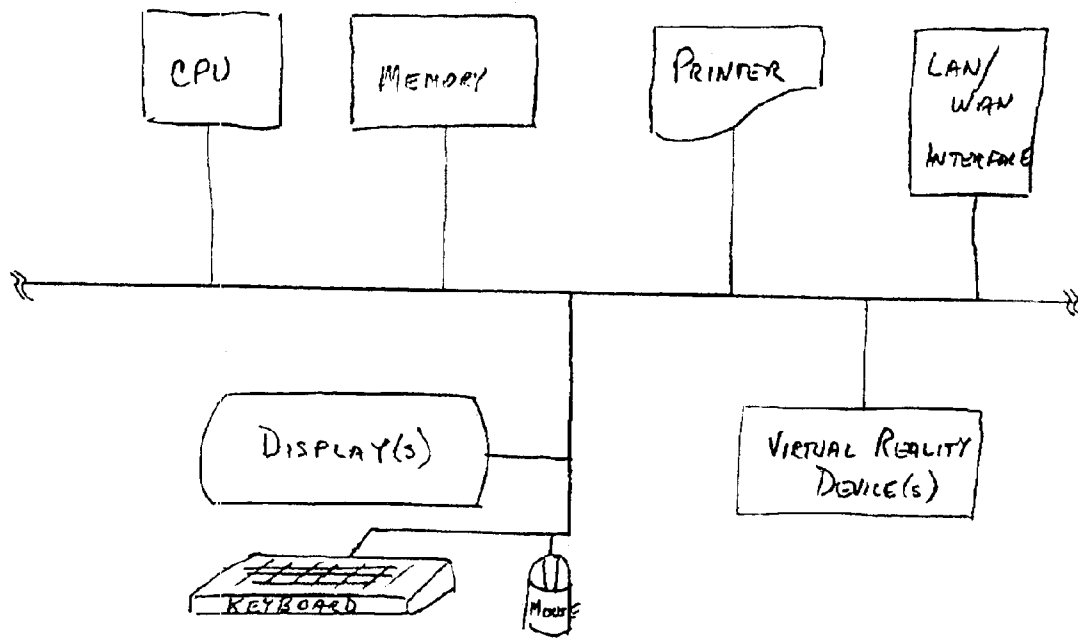 CPU
MEMORY
PRINTER
LAN/
WAN
INTERFACE
DISPLAY(S)
VIRTUAL REALITY
DEVICE(S)
KEYBOARD
MOUSE